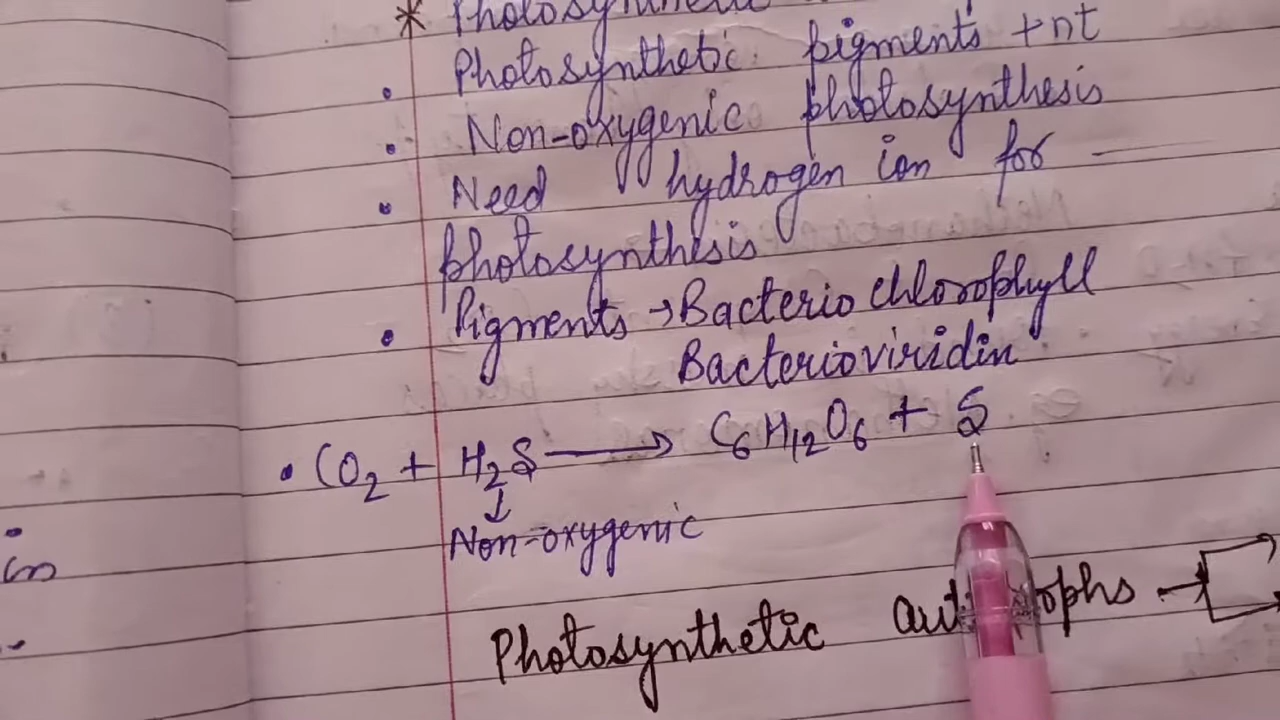 * Photosynthetic
• Photosynthetic pigments +nt
• Non-oxygenic photosynthesis
• Need hydrogen ion for
photosynthesis
• Pigments → Bacterio chlorophyll
Bacterioviridin
• CO2 + H2S → C6H12O6 + S
↓
Non-oxygenic
Photosynthetic →